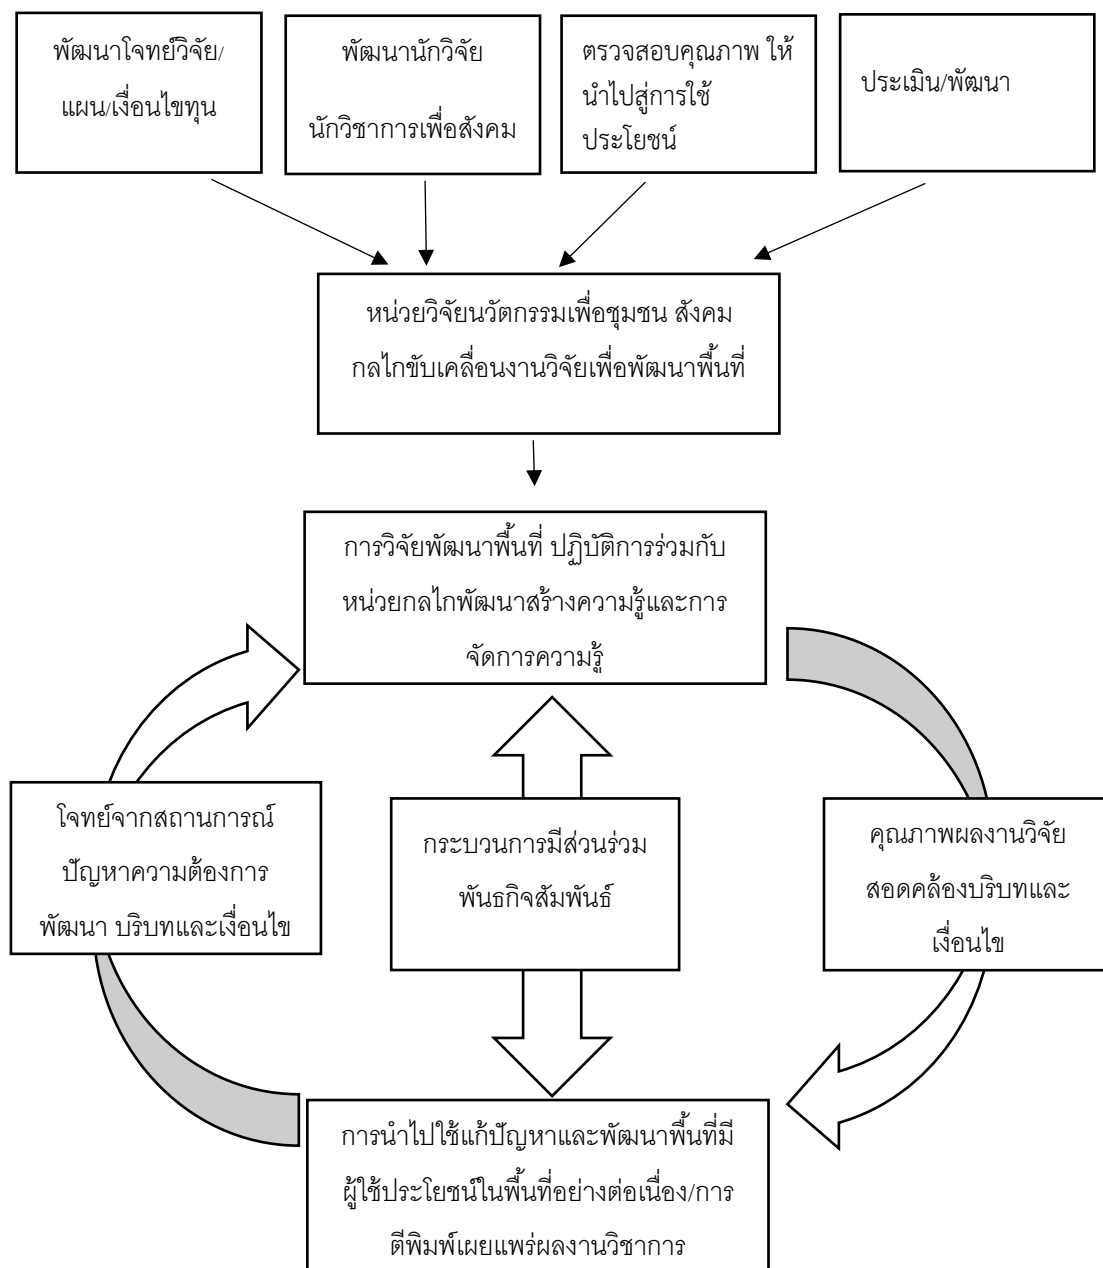 พัฒนาโจทย์วิจัย/
แผน/เงื่อนไขทุน
พัฒนานักวิจัย
นักวิชาการเพื่อสังคม
ตรวจสอบคุณภาพ ให้
นำไปสู่การใช้
ประโยชน์
ประเมิน/พัฒนา
หน่วยวิจัยนวัตกรรมเพื่อชุมชน สังคม
กลไกขับเคลื่อนงานวิจัยเพื่อพัฒนาพื้นที่
การวิจัยพัฒนาพื้นที่ ปฏิบัติการร่วมกับ
หน่วยกลไกพัฒนาสร้างความรู้และการ
จัดการความรู้
โจทย์จากสถานการณ์
ปัญหาความต้องการ
พัฒนา บริบทและเงื่อนไข
กระบวนการมีส่วนร่วม
พันธกิจสัมพันธ์
คุณภาพผลงานวิจัย
สอดคล้องบริบทและ
เงื่อนไข
การนำไปใช้แก้ปัญหาและพัฒนาพื้นที่มี
ผู้ใช้ประโยชน์ในพื้นที่อย่างต่อเนื่อง/การ
ตีพิมพ์เผยแพร่ผลงานวิชาการ